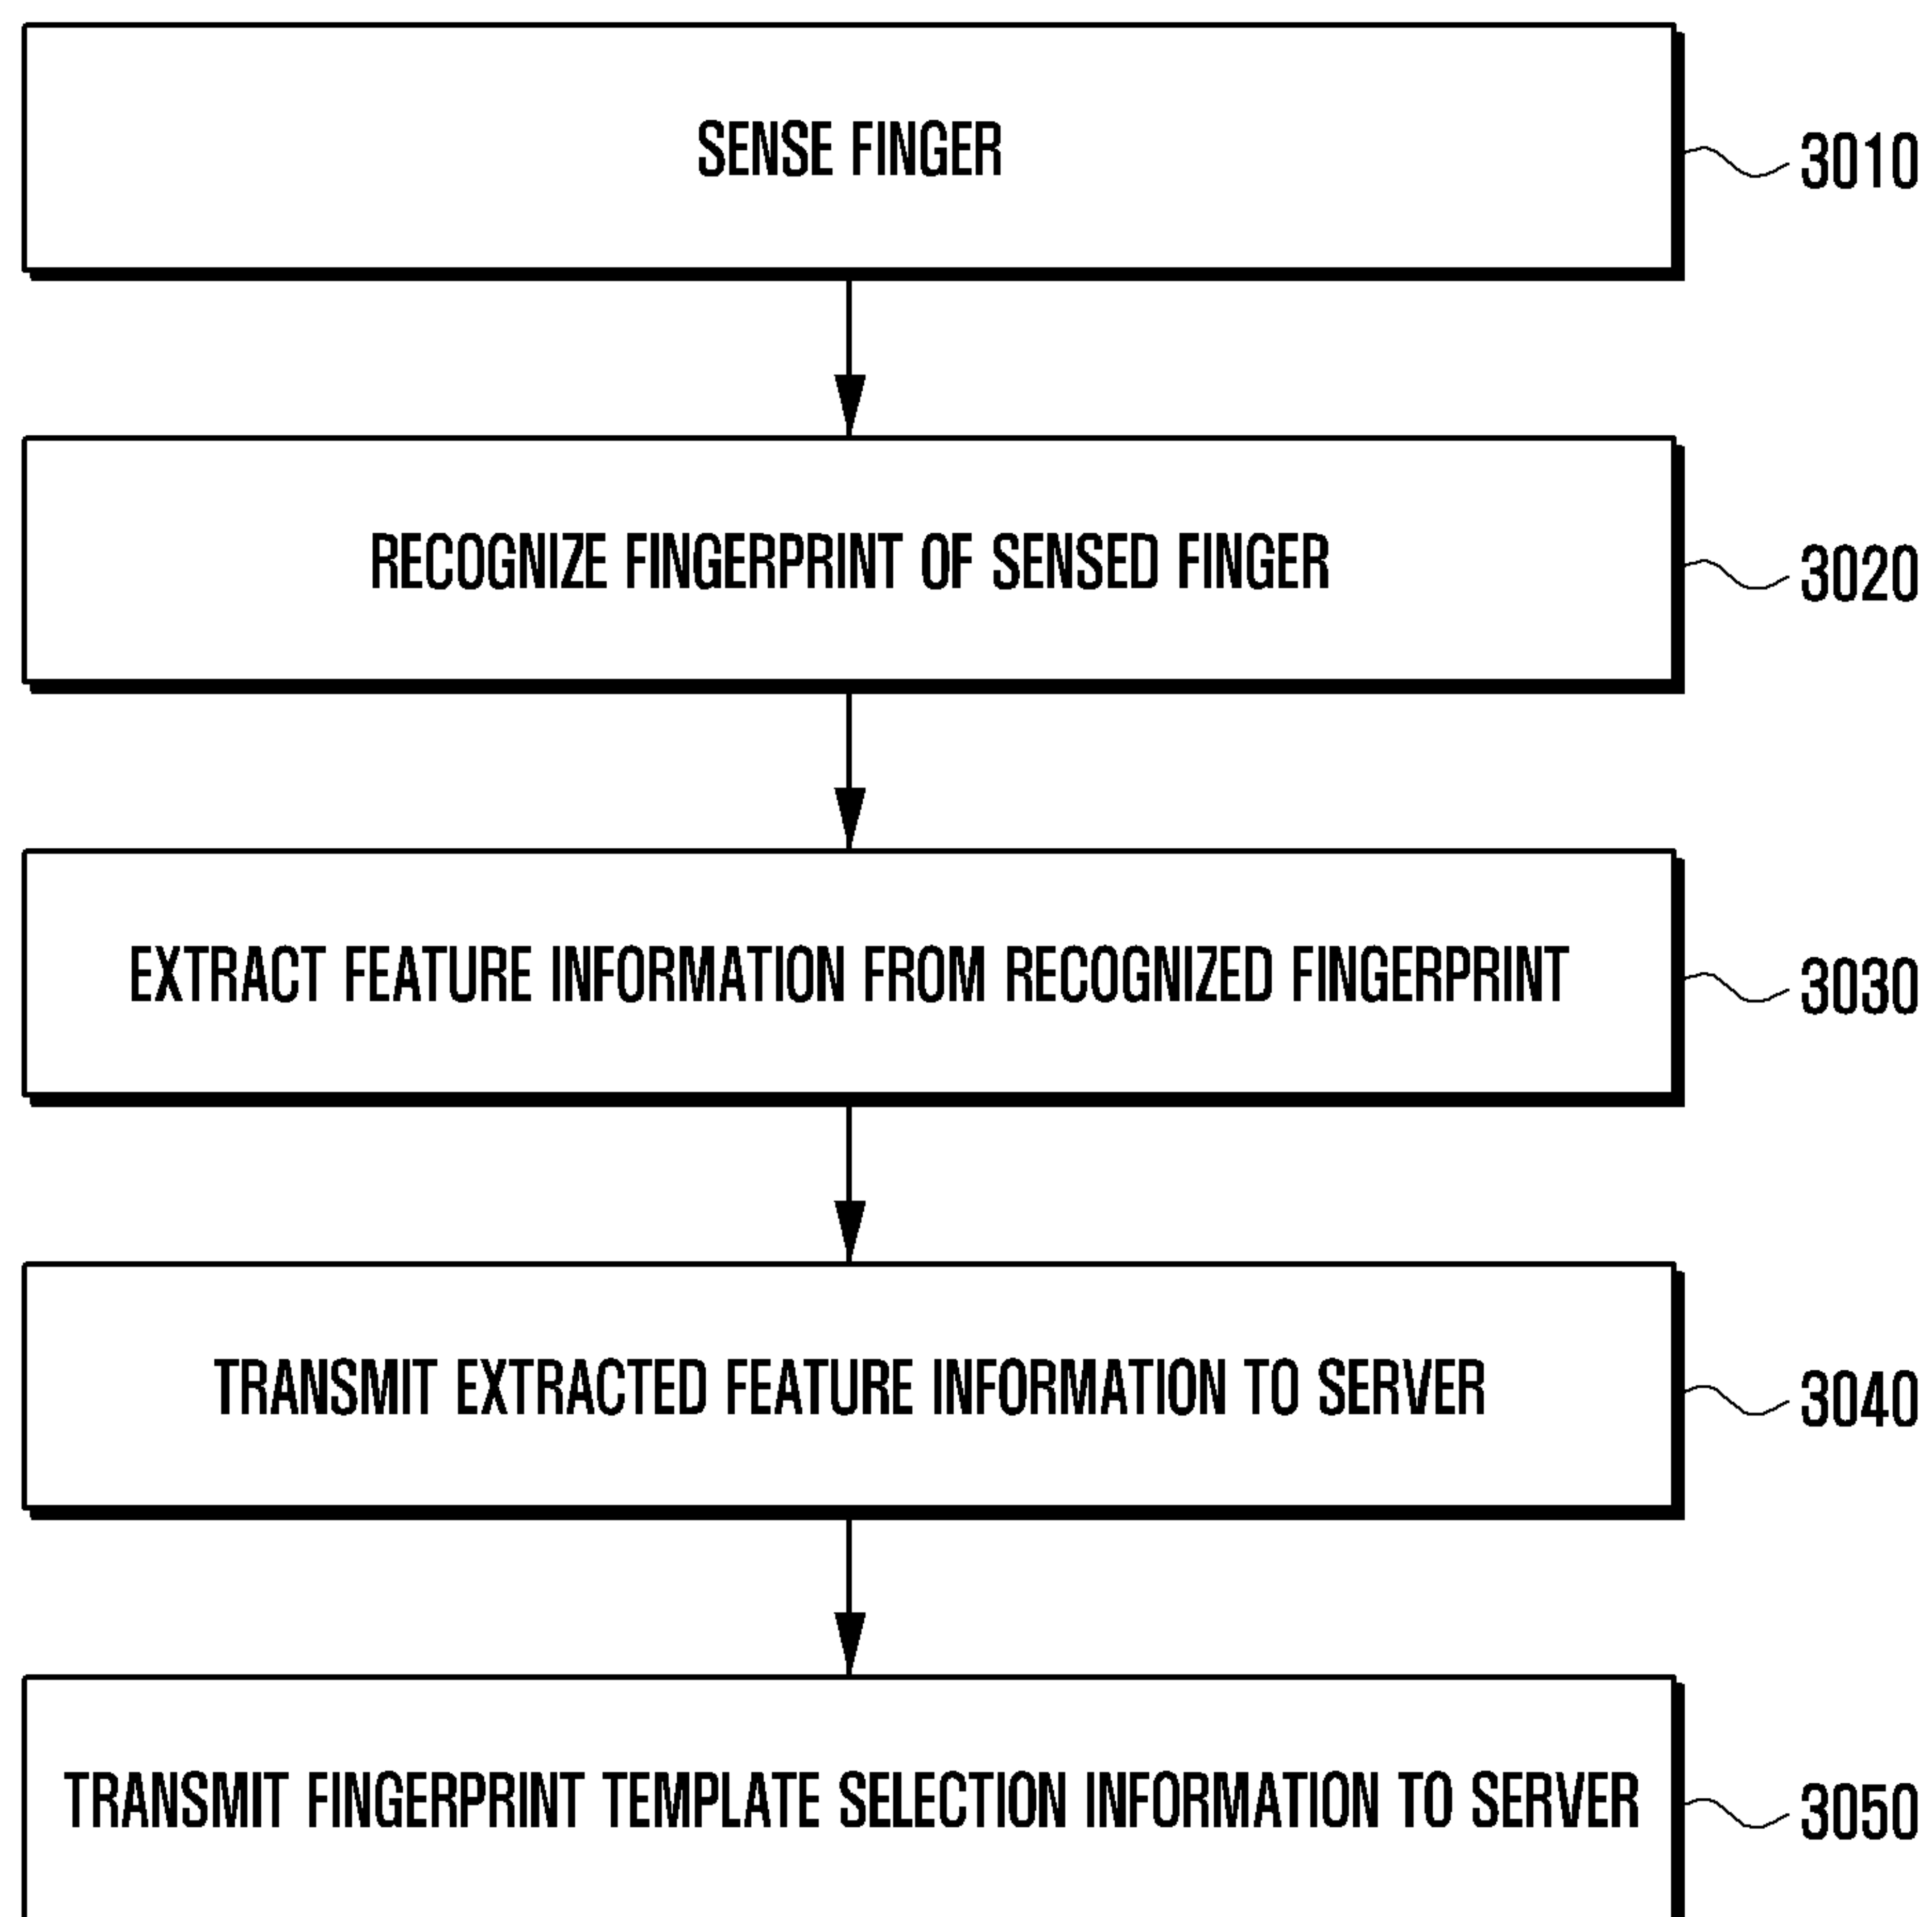 SENSE FINGER
3010
RECOGNIZE FINGERPRINT OF SENSED FINGER
3020
EXTRACT FEATURE INFORMATION FROM RECOGNIZED FINGERPRINT
3030
TRANSMIT EXTRACTED FEATURE INFORMATION TO SERVER
3040
TRANSMIT FINGERPRINT TEMPLATE SELECTION INFORMATION TO SERVER
3050